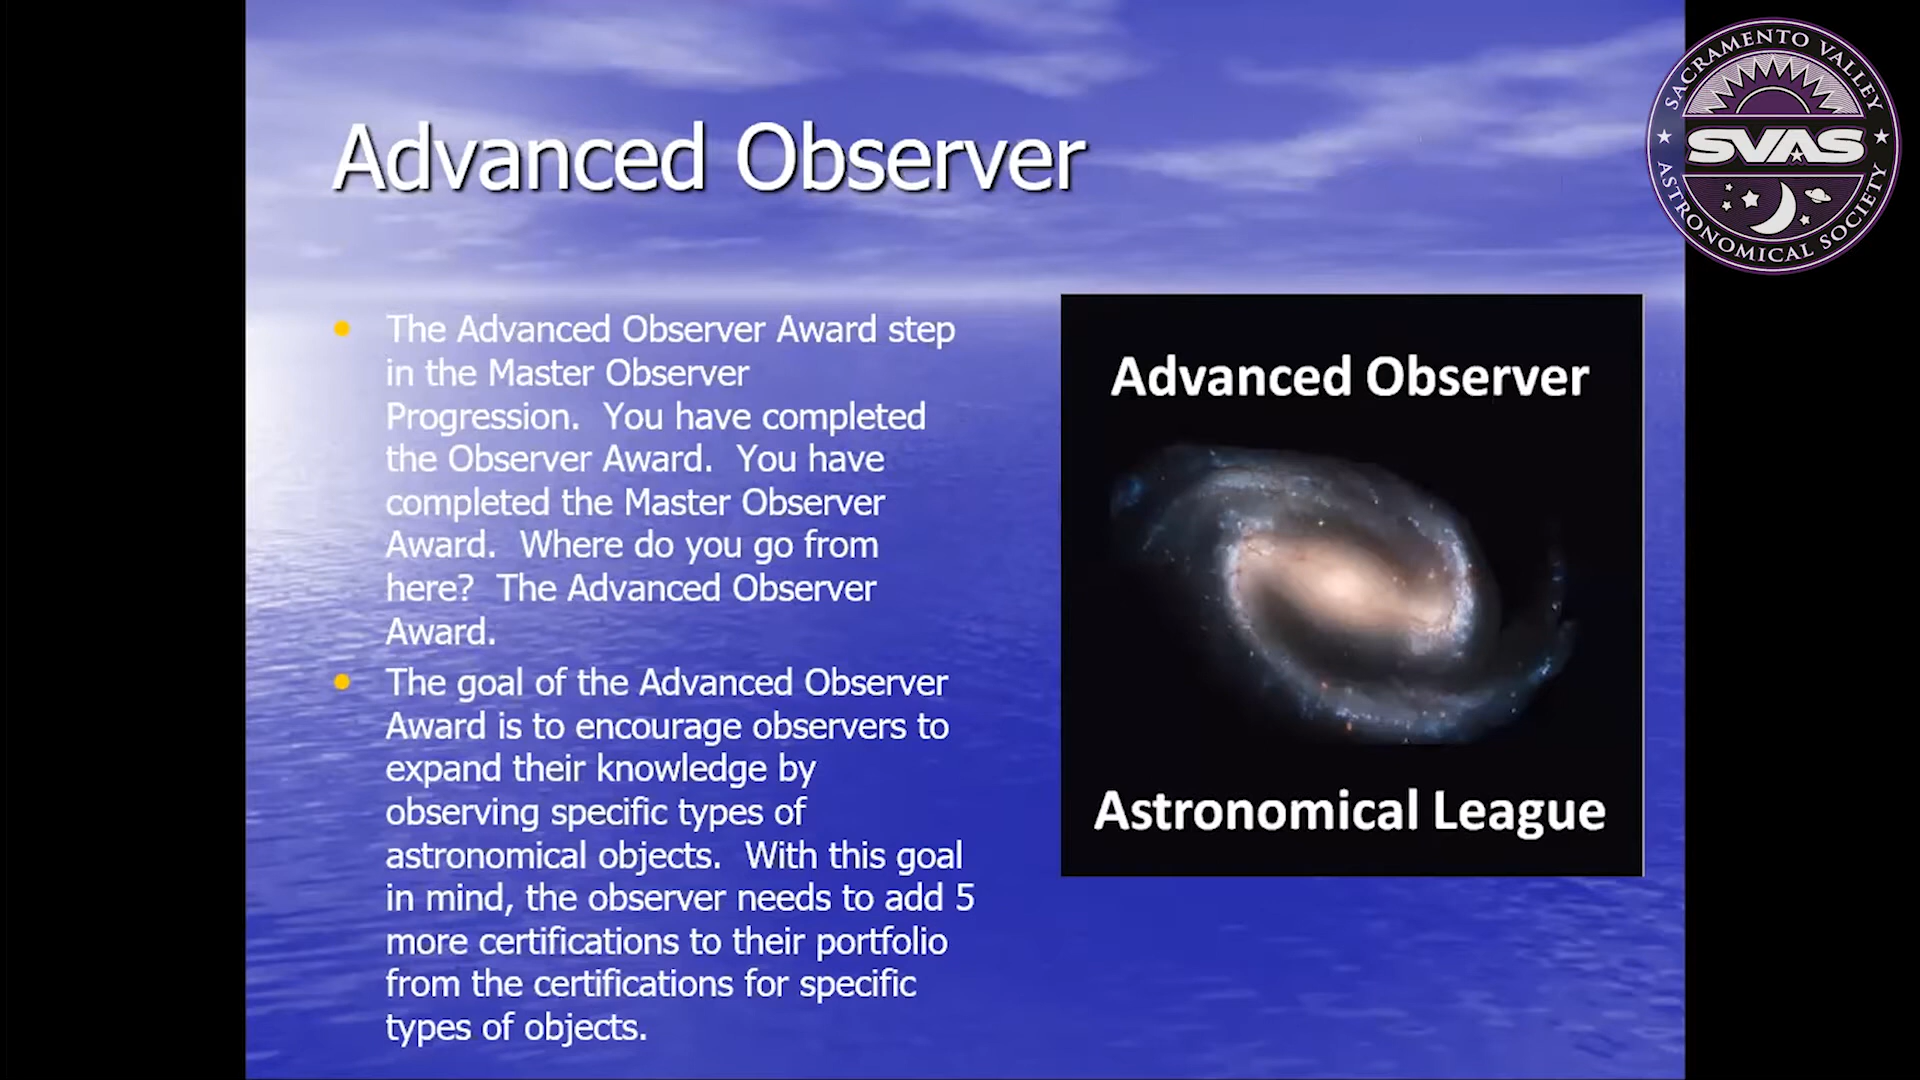 Advanced Observer
The Advanced Observer Award step
in the Master Observer
Progression. You have completed
the Observer Award. You have
completed the Master Observer
Award. Where do you go from
here? The Advanced Observer
Award.
The goal of the Advanced Observer
Award is to encourage observers to
expand their knowledge by
observing specific types of
astronomical objects. With this goal
in mind, the observer needs to add 5
more certifications to their portfolio
from the certifications for specific
types of objects.
Advanced Observer
Astronomical League
SACRAMENTO VALLEY
SVAS
ASTRONOMICAL SOCIETY